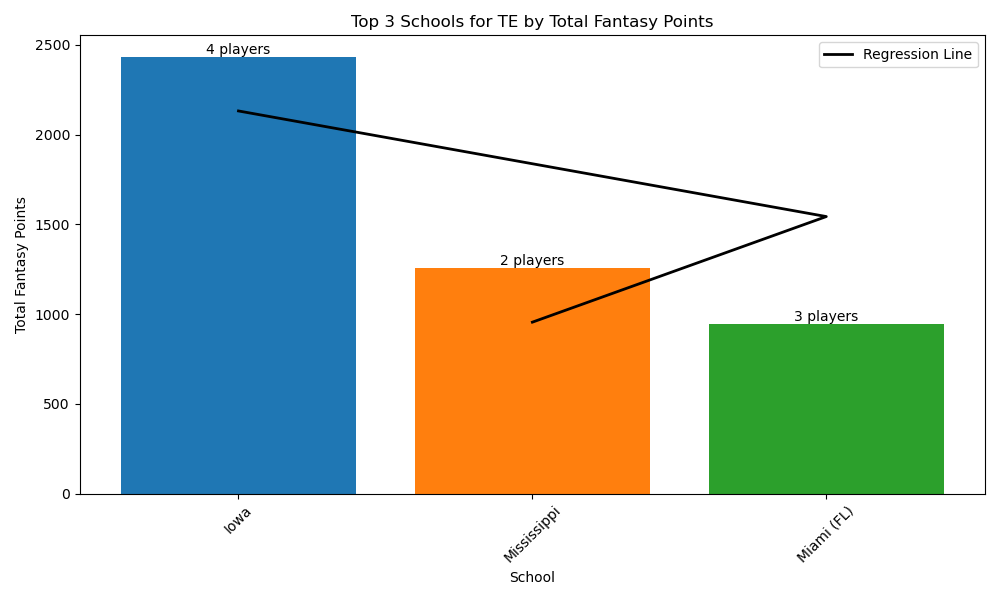 Top 3 Schools for TE by Total Fantasy Points
Regression Line
4 players
2 players
3 players
Total Fantasy Points
2500
2000
1500
1000
500
0
Iowa
Mississippi
Miami (FL)
School